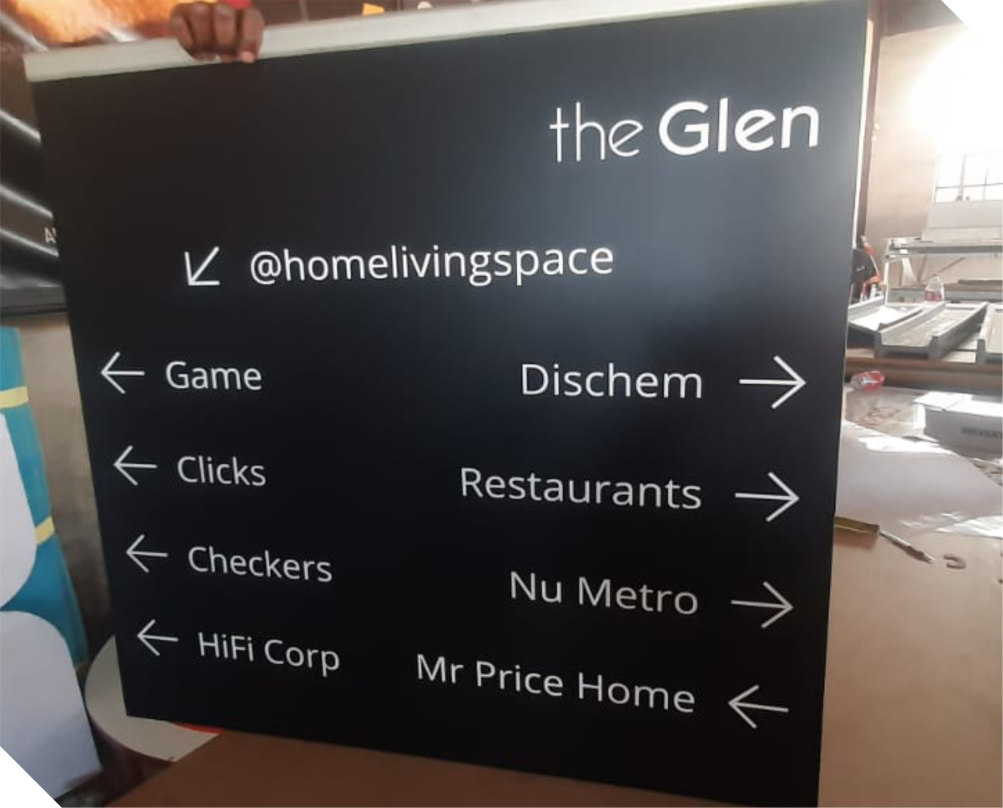 the Glen
↙ @homelivingspace
← Game
Dischem →
← Clicks
Restaurants →
← Checkers
Nu Metro →
← HiFi Corp
Mr Price Home ←